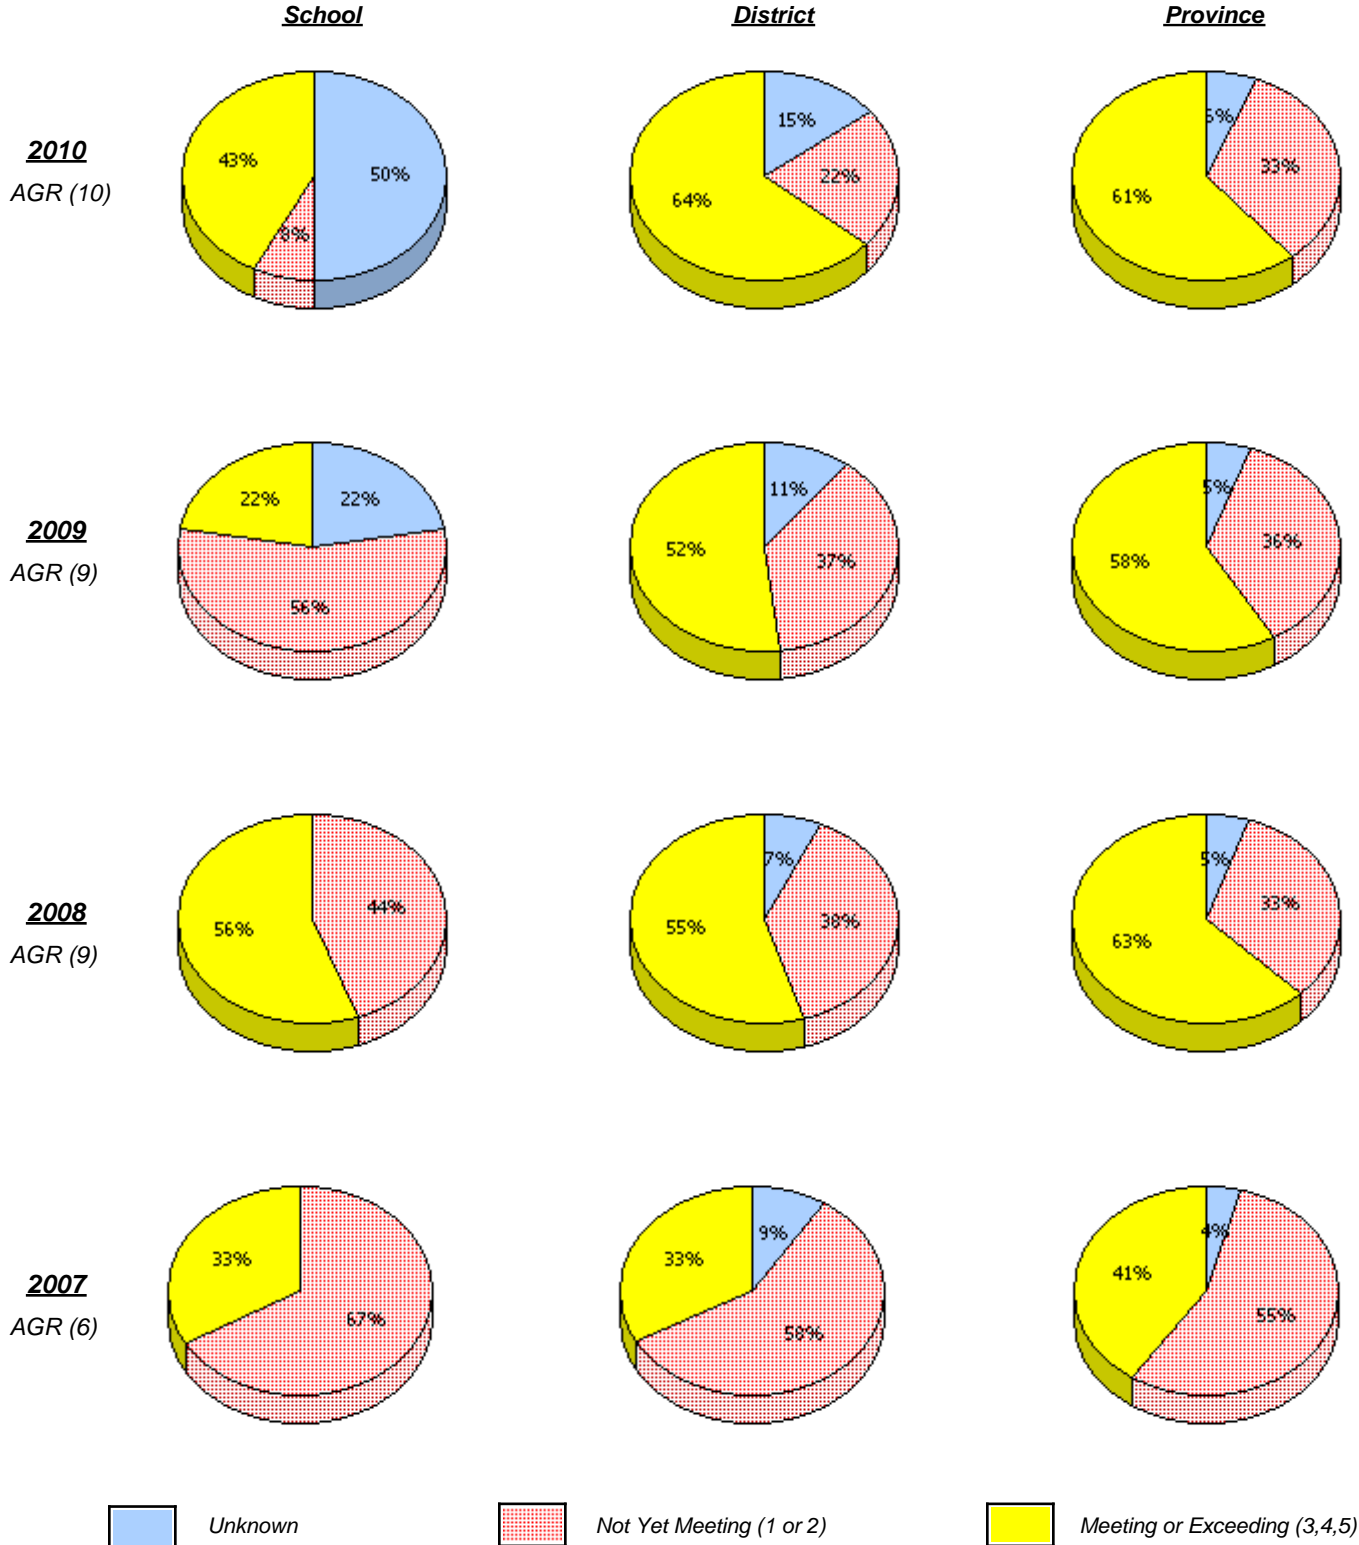 School District Province
2010
AGR (10)
43% 50% 8%
15% 22% 64%
33% 61%
2009
AGR (9)
22% 22% 56%
11% 37% 52%
5% 36% 58%
2008
AGR (9)
44% 56%
7% 38% 55%
5% 33% 63%
2007
AGR (6)
33% 67%
9% 33% 58%
4% 41% 55%
Unknown Not Yet Meeting (1 or 2) Meeting or Exceeding (3,4,5)